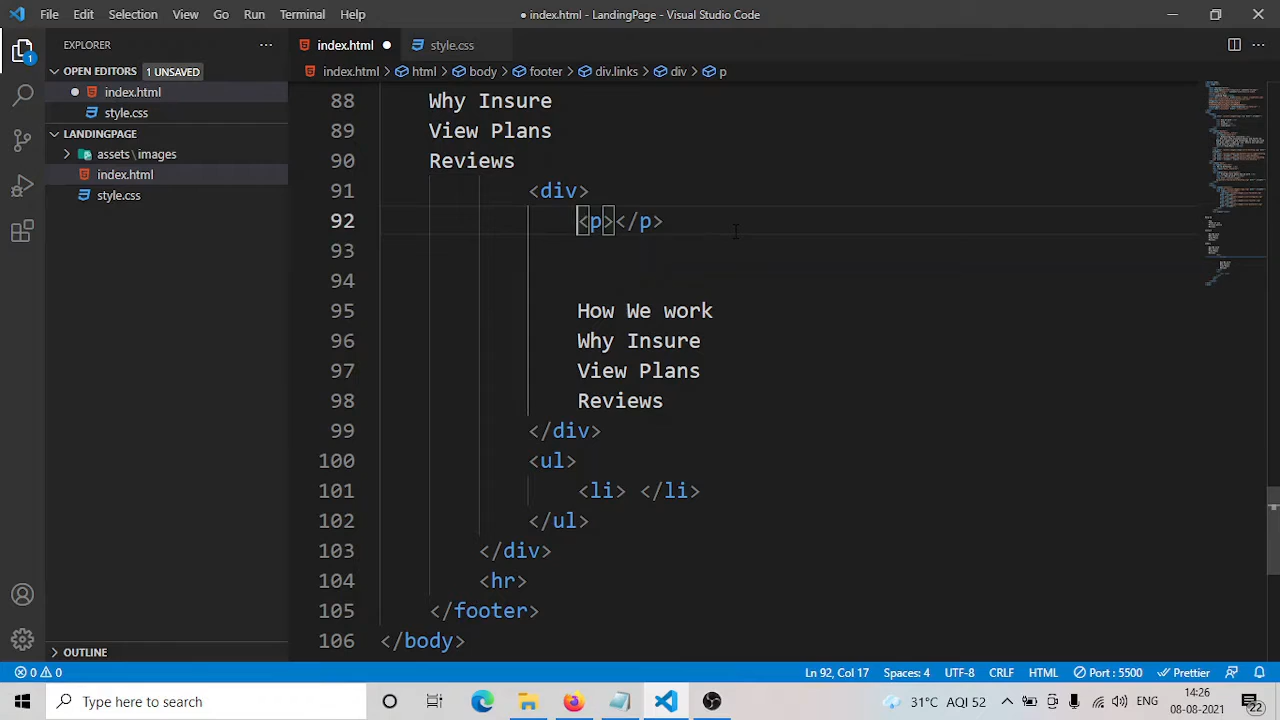 File Edit Selection View Go Run Terminal Help ● index.html - LandingPage - Visual Studio Code
EXPLORER ...
index.html ●
style.css
OPEN EDITORS 1 UNSAVED
● index.html
style.css
LANDINGPAGE
assets\images
index.html
style.css
OUTLINE
index.html > html > body > footer > div.links > div > p
88 Why Insure
89 View Plans
90 Reviews
91 <div>
92 <p></p>
93
94
95 How We work
96 Why Insure
97 View Plans
98 Reviews
99 </div>
100 <ul>
101 <li> </li>
102 </ul>
103 </div>
104 <hr>
105 </footer>
106 </body>
1
0 0 Ln 92, Col 17 Spaces: 4 UTF-8 CRLF HTML Port : 5500 Prettier
Type here to search
31°C AQI 52 ENG 14:26
08-08-2021
22